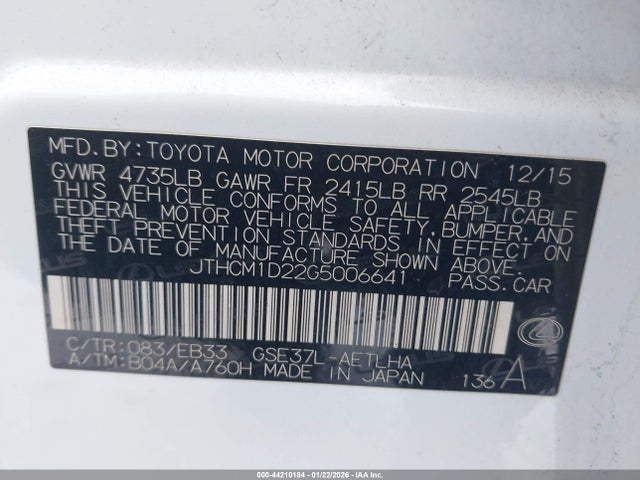 MFD.BY:TOYOTA MOTOR CORPORATION 12/15
GVWR 4735LB GAWR FR 2415LB RR 2545LB
THIS VEHICLE CONFORMS TO ALL APPLICABLE
FEDERAL MOTOR VEHICLE SAFETY,BUMPER,AND
THEFT PREVENTION STANDARDS IN EFFECT ON
THE DATE OF MANUFACTURE SHOWN ABOVE.
JTHCM1D22G5006641 PASS.CAR
C/TR:083/EB33 GSE37L-AETLHA
A/TM:B04A/A760H MADE IN JAPAN 136 A
000-44210184 - 01/22/2026 - Copart